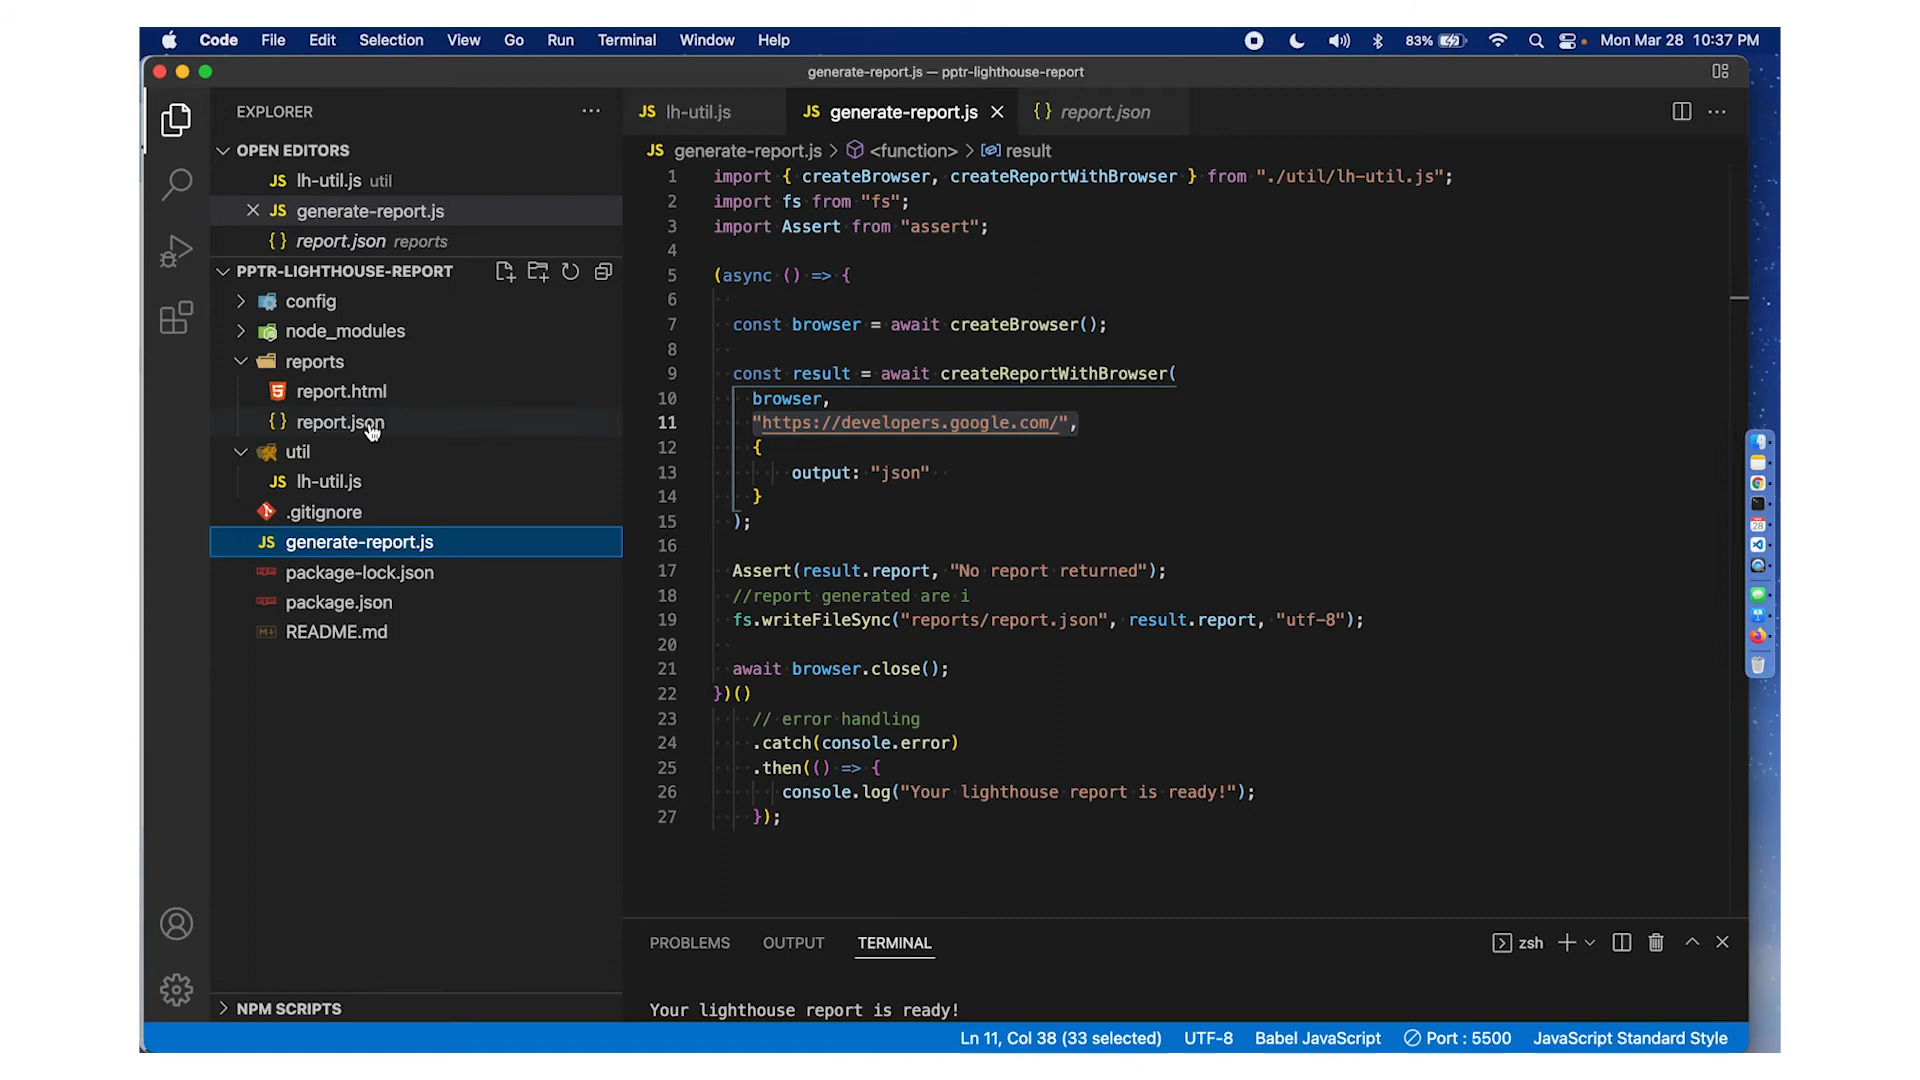 Code File Edit Selection View Go Run Terminal Window Help 83% Mon Mar 28 10:37 PM
generate-report.js — pptr-lighthouse-report
EXPLORER
OPEN EDITORS
JS lh-util.js util
JS generate-report.js
{ } report.json reports
PPTR-LIGHTHOUSE-REPORT
config
node_modules
reports
report.html
{ } report.json
util
JS lh-util.js
.gitignore
JS generate-report.js
package-lock.json
package.json
README.md
NPM SCRIPTS
JS lh-util.js JS generate-report.js { } report.json
JS generate-report.js > <function> > result
1 import { createBrowser, createReportWithBrowser } from "./util/lh-util.js";
2 import fs from "fs";
3 import Assert from "assert";
4
5 (async () => {
6
7 const browser = await createBrowser();
8
9 const result = await createReportWithBrowser(
10 browser,
11 "https://developers.google.com/",
12 {
13 output: "json"
14 }
15 );
16
17 Assert(result.report, "No report returned");
18 //report generated are i
19 fs.writeFileSync("reports/report.json", result.report, "utf-8");
20
21 await browser.close();
22 })()
23 // error handling
24 .catch(console.error)
25 .then(() => {
26 console.log("Your lighthouse report is ready!");
27 });
PROBLEMS OUTPUT TERMINAL zsh
Your lighthouse report is ready!
Ln 11, Col 38 (33 selected) UTF-8 Babel JavaScript Port : 5500 JavaScript Standard Style